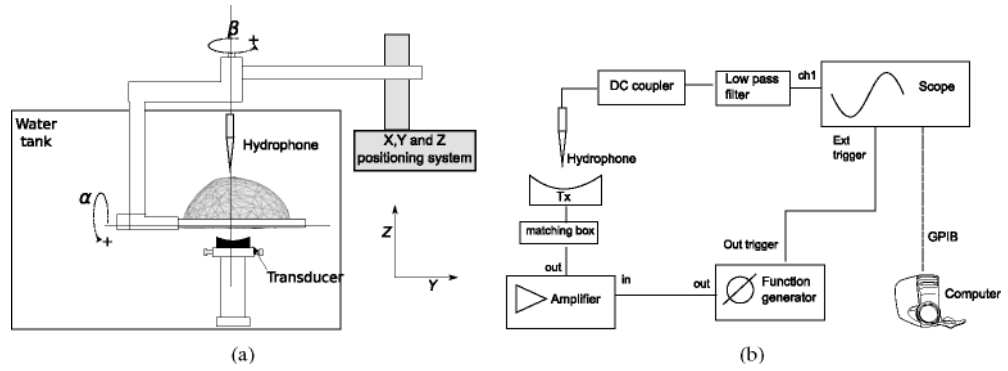 β
+
Water
tank
Hydrophone
X,Y and Z
positioning system
α
+
Z
Y
Transducer
(a)
DC coupler
Low pass
filter
ch1
Scope
Ext
trigger
Hydrophone
Tx
matching box
out
Amplifier
in
out
Out trigger
Function
generator
GPIB
Computer
(b)